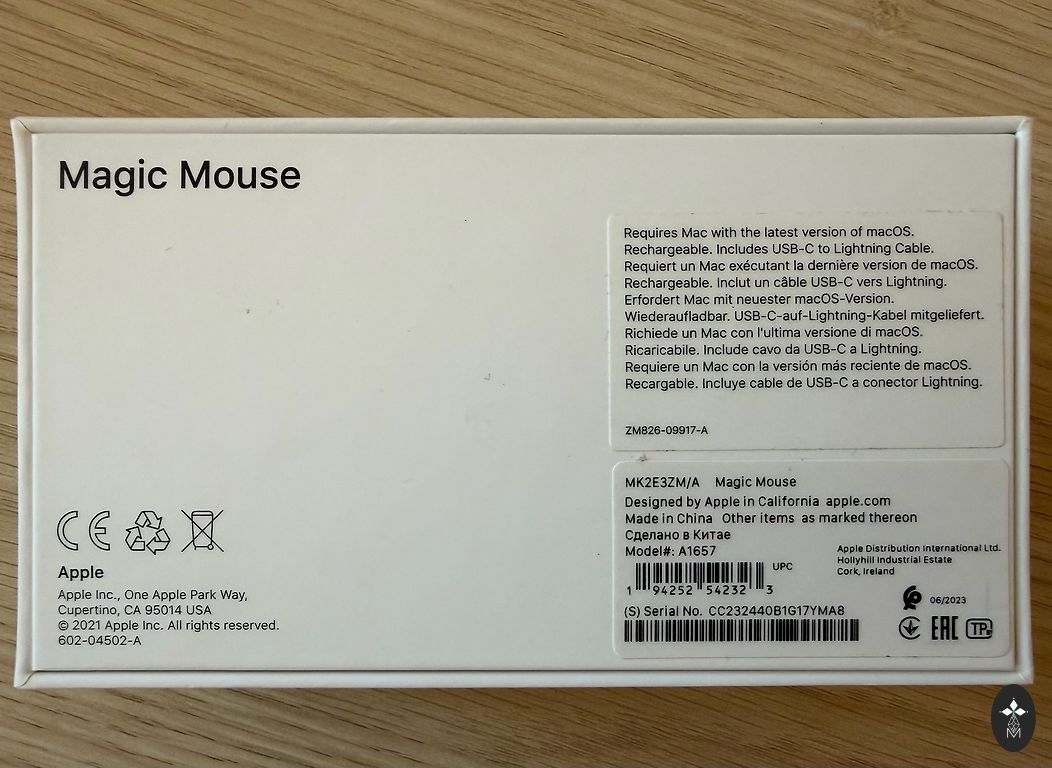 Magic Mouse
Requires Mac with the latest version of macOS.
Rechargeable. Includes USB-C to Lightning Cable.
Requiert un Mac exécutant la dernière version de macOS.
Rechargeable. Inclut un câble USB-C vers Lightning.
Erfordert Mac mit neuester macOS-Version.
Wiederaufladbar. USB-C-auf-Lightning-Kabel mitgeliefert.
Richiede un Mac con l'ultima versione di macOS.
Ricaricabile. Include cavo da USB-C a Lightning.
Requiere un Mac con la versión más reciente de macOS.
Recargable. Incluye cable de USB-C a conector Lightning.
ZM826-09917-A
MK2E3ZM/A Magic Mouse
Designed by Apple in California apple.com
Made in China Other items as marked thereon
Сделано в Китае
Model#: A1657
UPC
1 94252 54232 3
(S) Serial No. CC232440B1G17YMA8
Apple Distribution International Ltd.
Hollyhill Industrial Estate
Cork, Ireland
06/2023
EAC
TP
CE
Apple
Apple Inc., One Apple Park Way,
Cupertino, CA 95014 USA
© 2021 Apple Inc. All rights reserved.
602-04502-A
M